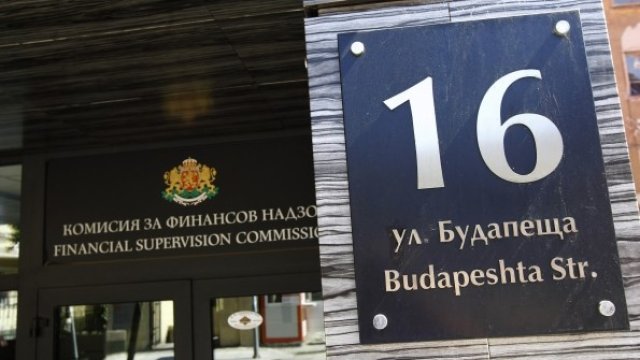 КОМИСИЯ ЗА ФИНАНСОВ НАДЗО
FINANCIAL SUPERVISION COMMISSI
16
ул. Будапеща
Budapeshta Str.